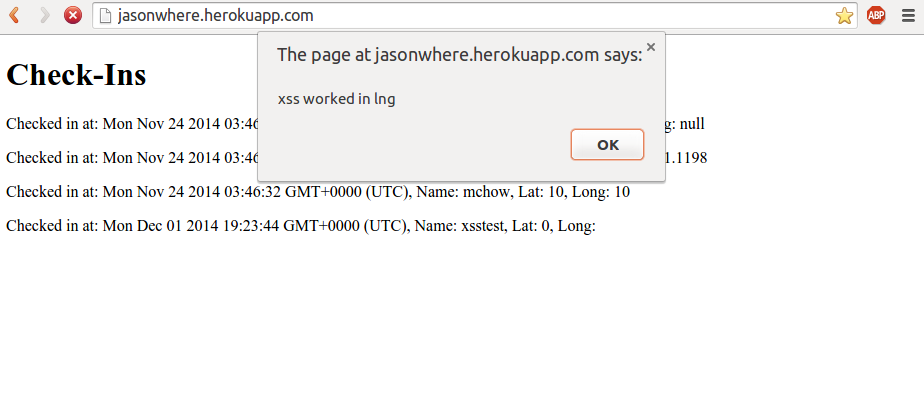 jasonwhere.herokuapp.com
ABP
The page at jasonwhere.herokuapp.com says:
xss worked in lng
OK
Check-Ins
Checked in at: Mon Nov 24 2014 03:46 g: null
Checked in at: Mon Nov 24 2014 03:46 .1198
Checked in at: Mon Nov 24 2014 03:46:32 GMT+0000 (UTC), Name: mchow, Lat: 10, Long: 10
Checked in at: Mon Dec 01 2014 19:23:44 GMT+0000 (UTC), Name: xsstest, Lat: 0, Long: